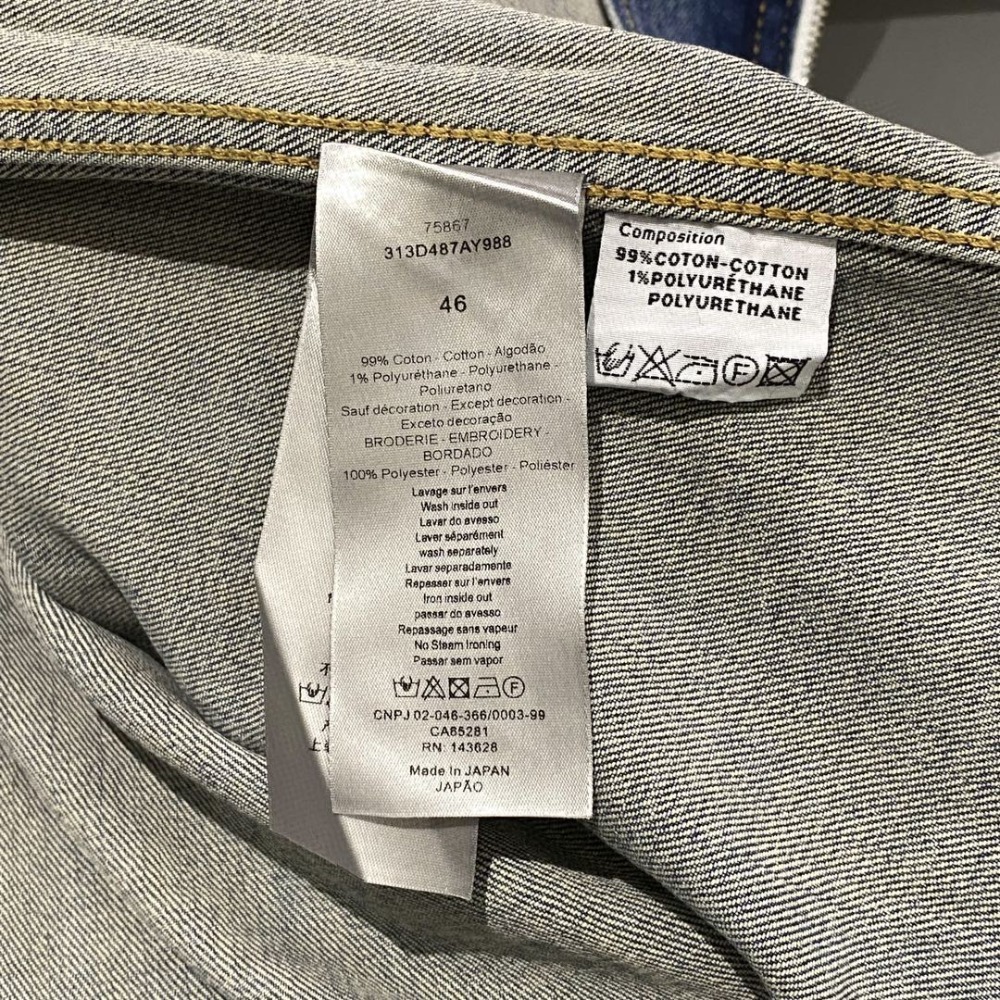 75867
313D487AY988
46
99% Coton - Cotton - Algodão
1% Polyuréthane - Polyurethane -
Poliuretano
Sauf décoration - Except decoration -
Exceto decoração
BRODERIE - EMBROIDERY -
BORDADO
100% Polyester - Polyester - Poliéster
Lavage sur l'envers
Wash inside out
Lavar do avesso
Laver séparément
wash separately
Lavar separadamente
Repasser sur l'envers
Iron inside out
passar do avesso
Repassage sans vapeur
No Steam Ironing
Passar sem vapor
F
CNPJ 02-046-366/0003-99
CA65281
RN: 143628
Made In JAPAN
JAPÃO
Composition
99%COTON-COTTON
1%POLYURÉTHANE
POLYURETHANE
F